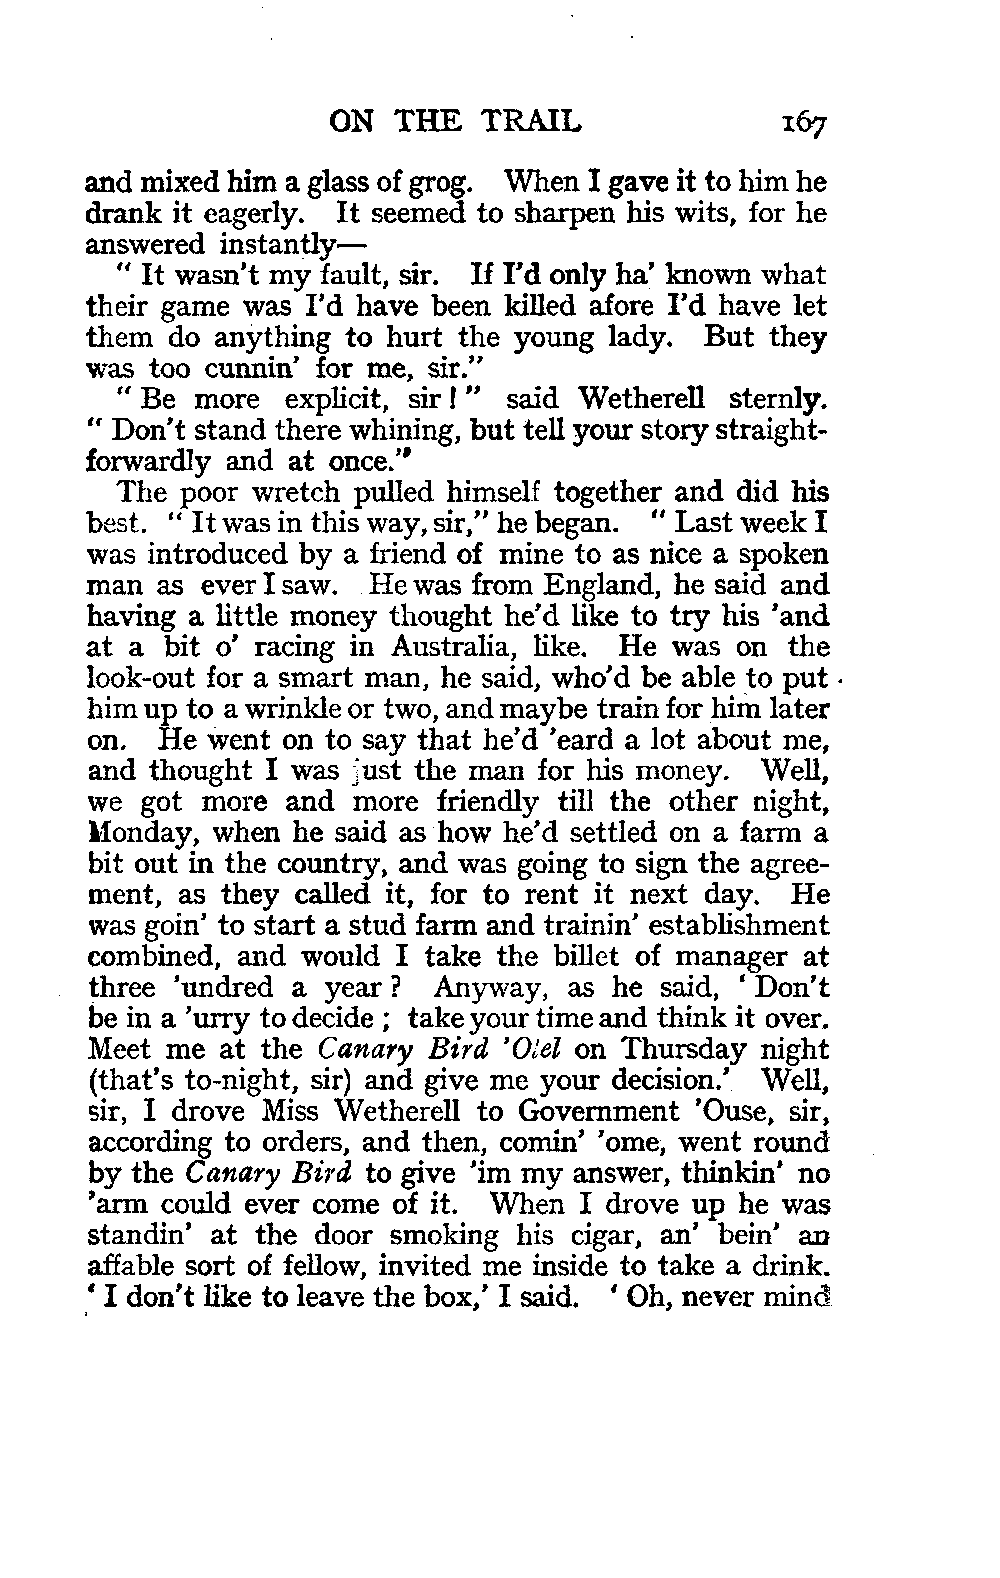 ON THE TRAIL 167
and mixed him a glass of grog. When I gave it to him he
drank it eagerly. It seemed to sharpen his wits, for he
answered instantly—
" It wasn't my fault, sir. If I'd only ha' known what
their game was I'd have been killed afore I'd have let
them do anything to hurt the young lady. But they
was too cunnin' for me, sir."
" Be more explicit, sir ! " said Wetherell sternly.
" Don't stand there whining, but tell your story straight-
forwardly and at once."
The poor wretch pulled himself together and did his
best. " It was in this way, sir," he began. " Last week I
was introduced by a friend of mine to as nice a spoken
man as ever I saw. He was from England, he said and
having a little money thought he'd like to try his 'and
at a bit o' racing in Australia, like. He was on the
look-out for a smart man, he said, who'd be able to put
him up to a wrinkle or two, and maybe train for him later
on. He went on to say that he'd 'eard a lot about me,
and thought I was just the man for his money. Well,
we got more and more friendly till the other night,
Monday, when he said as how he'd settled on a farm a
bit out in the country, and was going to sign the agree-
ment, as they called it, for to rent it next day. He
was goin' to start a stud farm and trainin' establishment
combined, and would I take the billet of manager at
three 'undred a year ? Anyway, as he said, ' Don't
be in a 'urry to decide ; take your time and think it over.
Meet me at the Canary Bird 'Otel on Thursday night
(that's to-night, sir) and give me your decision.' Well,
sir, I drove Miss Wetherell to Government 'Ouse, sir,
according to orders, and then, comin' 'ome, went round
by the Canary Bird to give 'im my answer, thinkin' no
'arm could ever come of it. When I drove up he was
standin' at the door smoking his cigar, an' bein' an
affable sort of fellow, invited me inside to take a drink.
' I don't like to leave the box,' I said. ' Oh, never mind